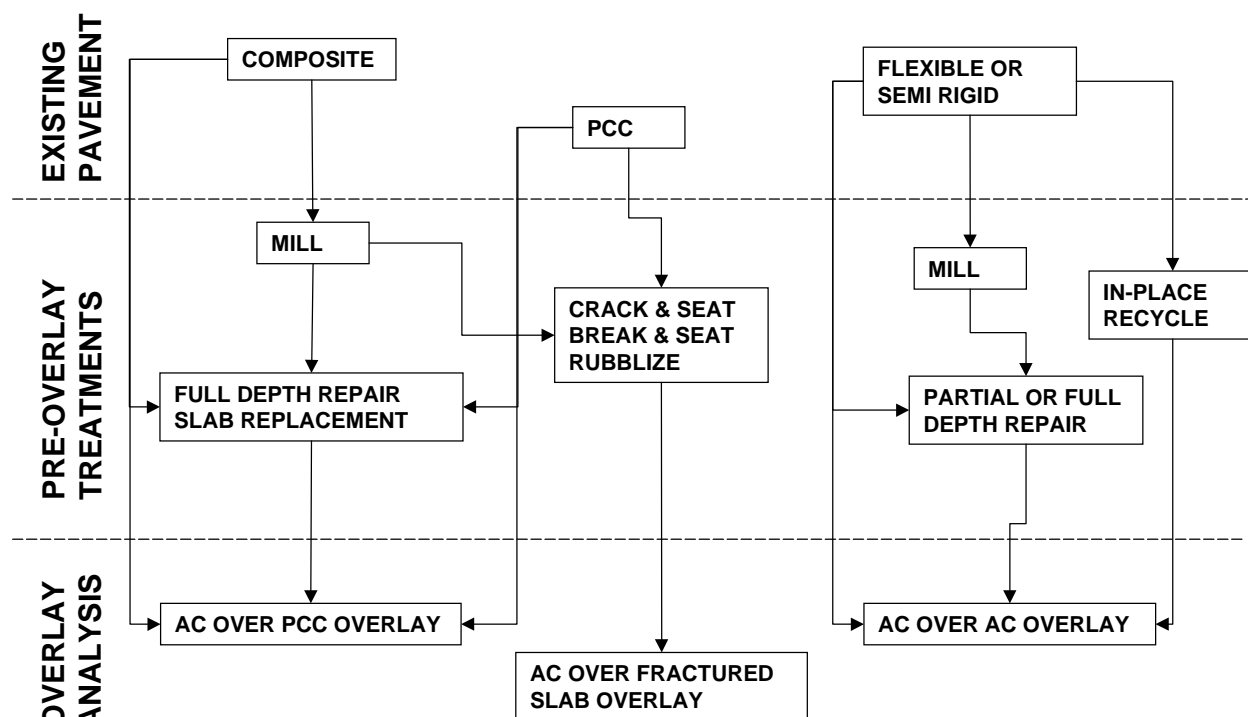 EXISTING
PAVEMENT
COMPOSITE
PCC
FLEXIBLE OR
SEMI RIGID
PRE-OVERLAY
TREATMENTS
MILL
CRACK & SEAT
BREAK & SEAT
RUBBLIZE
FULL DEPTH REPAIR
SLAB REPLACEMENT
MILL
IN-PLACE
RECYCLE
PARTIAL OR FULL
DEPTH REPAIR
OVERLAY
ANALYSIS
AC OVER PCC OVERLAY
AC OVER FRACTURED
SLAB OVERLAY
AC OVER AC OVERLAY